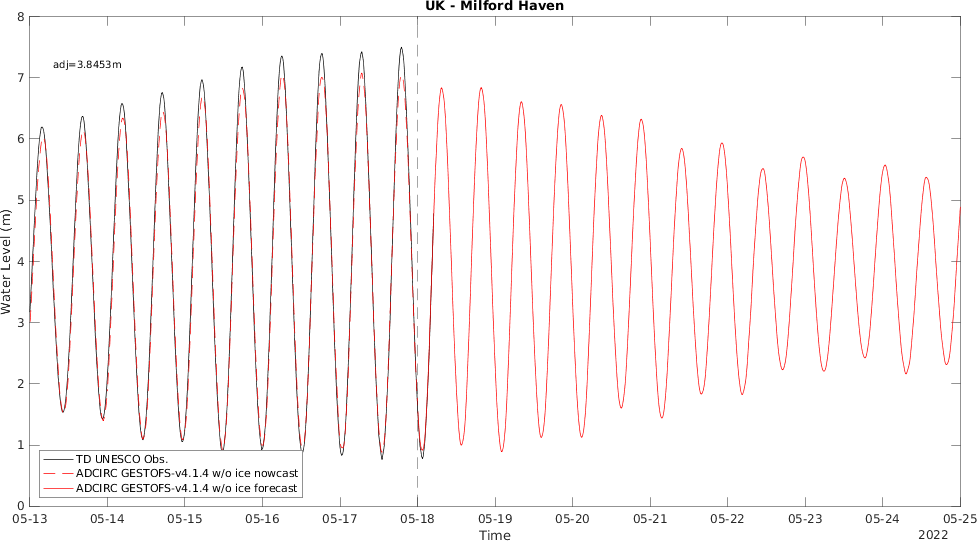 UK - Milford Haven
adj=3.8453m
Water Level (m)
8
7
6
5
4
3
2
1
0
TD UNESCO Obs.
ADCIRC GESTOFS-v4.1.4 w/o ice nowcast
ADCIRC GESTOFS-v4.1.4 w/o ice forecast
05-13 05-14 05-15 05-16 05-17 05-18 05-19 05-20 05-21 05-22 05-23 05-24 05-25
Time
2022